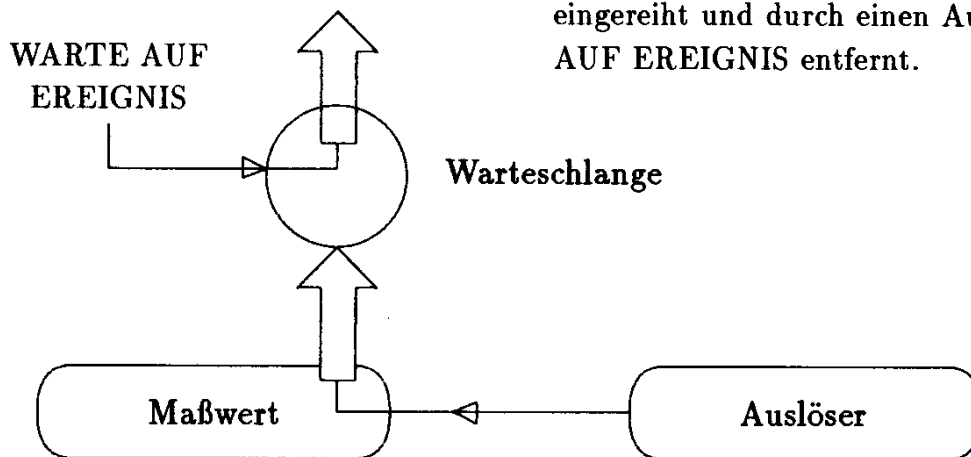 eingereiht und durch einen
AUF EREIGNIS entfernt.
WARTE AUF
EREIGNIS
Warteschlange
Maßwert
Auslöser